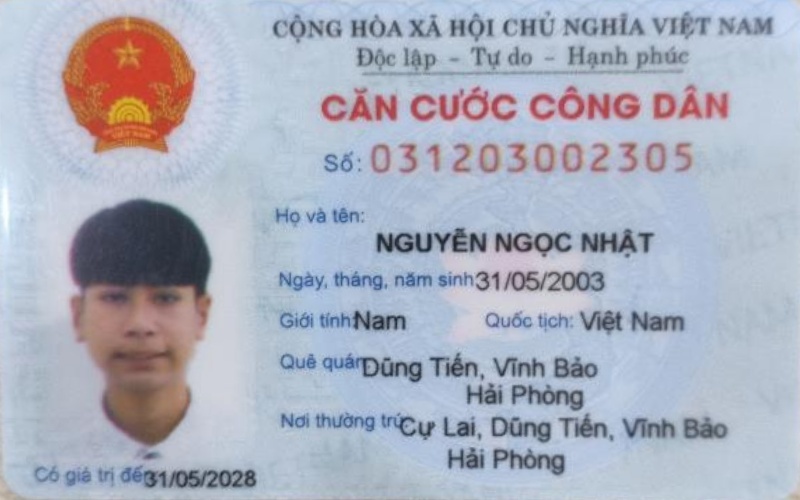 CỘNG HÒA XÃ HỘI CHỦ NGHĨA VIỆT NAM
Độc lập - Tự do - Hạnh phúc
CĂN CƯỚC CÔNG DÂN
Số: 031203002305
Họ và tên:
NGUYỄN NGỌC NHẬT
Ngày, tháng, năm sinh 31/05/2003
Giới tính: Nam Quốc tịch: Việt Nam
Quê quán Dũng Tiến, Vĩnh Bảo
Hải Phòng
Nơi thường trú Cự Lai, Dũng Tiến, Vĩnh Bảo
Hải Phòng
Có giá trị đến 31/05/2028